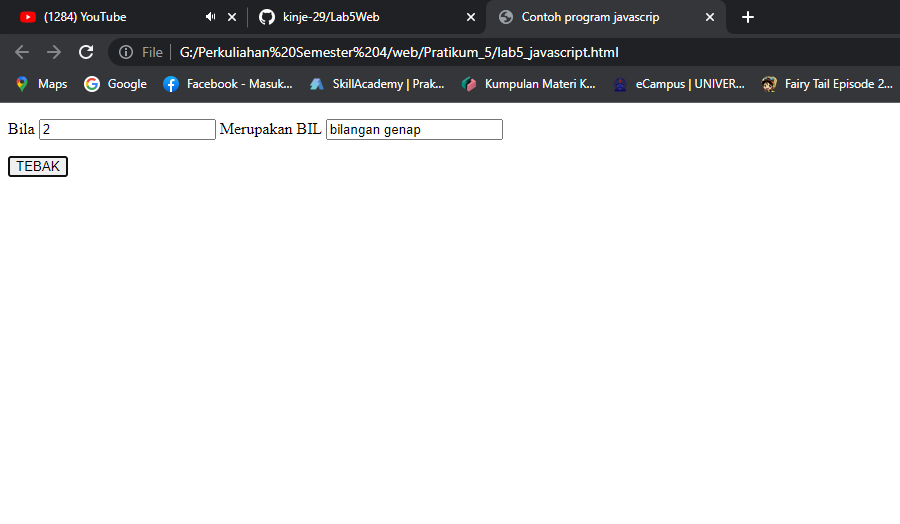 (1284) YouTube kinje-29/Lab5Web Contoh program javascrip
File G:/Perkuliahan%20Semester%204/web/Pratikum_5/lab5_javascript.html
Maps Google Facebook - Masuk... SkillAcademy | Prak... Kumpulan Materi K... eCampus | UNIVER... Fairy Tail Episode 2...
Bila 2 Merupakan BIL bilangan genap
TEBAK